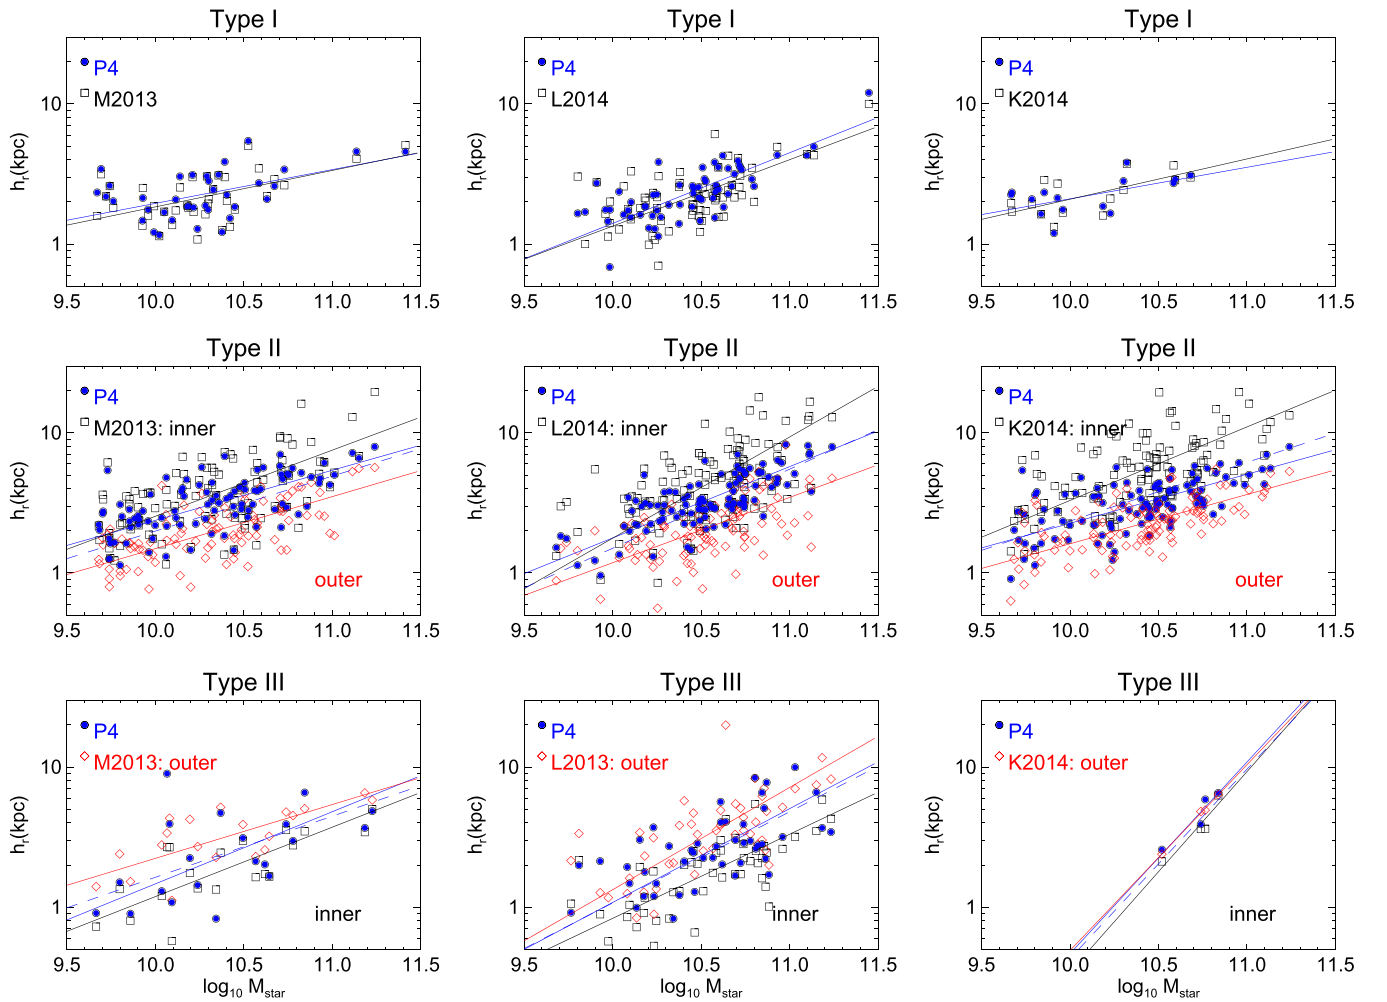 Type I
Type I
Type I
P4
M2013
P4
L2014
P4
K2014
10
1
h_r(kpc)
9.5 10.0 10.5 11.0 11.5
10
1
h_r(kpc)
9.5 10.0 10.5 11.0 11.5
10
1
h_r(kpc)
9.5 10.0 10.5 11.0 11.5
Type II
Type II
Type II
P4
M2013: inner
outer
P4
L2014: inner
outer
P4
K2014: inner
outer
10
1
h_r(kpc)
9.5 10.0 10.5 11.0 11.5
10
1
h_r(kpc)
9.5 10.0 10.5 11.0 11.5
10
1
h_r(kpc)
9.5 10.0 10.5 11.0 11.5
Type III
Type III
Type III
P4
M2013: outer
inner
P4
L2013: outer
inner
P4
K2014: outer
inner
10
1
h_r(kpc)
9.5 10.0 10.5 11.0 11.5
log₁₀ M_star
10
1
h_r(kpc)
9.5 10.0 10.5 11.0 11.5
log₁₀ M_star
10
1
h_r(kpc)
9.5 10.0 10.5 11.0 11.5
log₁₀ M_star